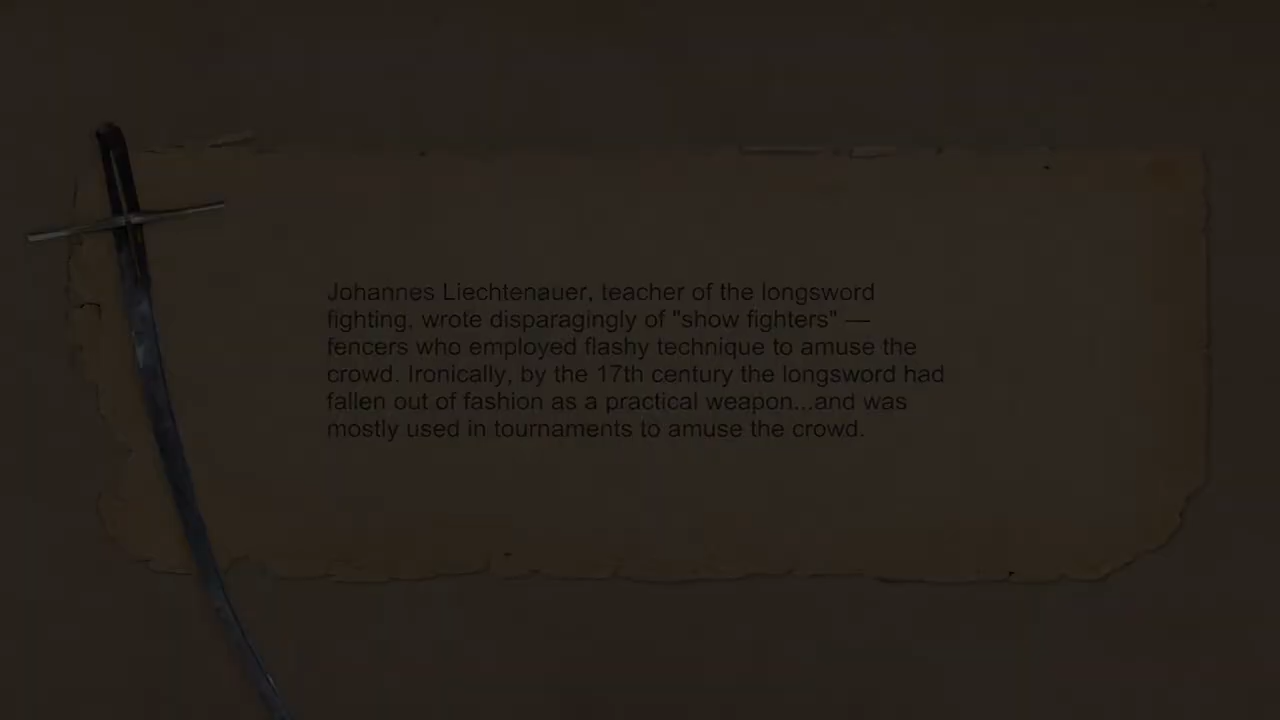 Johannes Liechtenauer, teacher of the longsword
fighting, wrote disparagingly of "show fighters" —
fencers who employed flashy technique to amuse the
crowd. Ironically, by the 17th century the longsword had
fallen out of fashion as a practical weapon...and was
mostly used in tournaments to amuse the crowd.